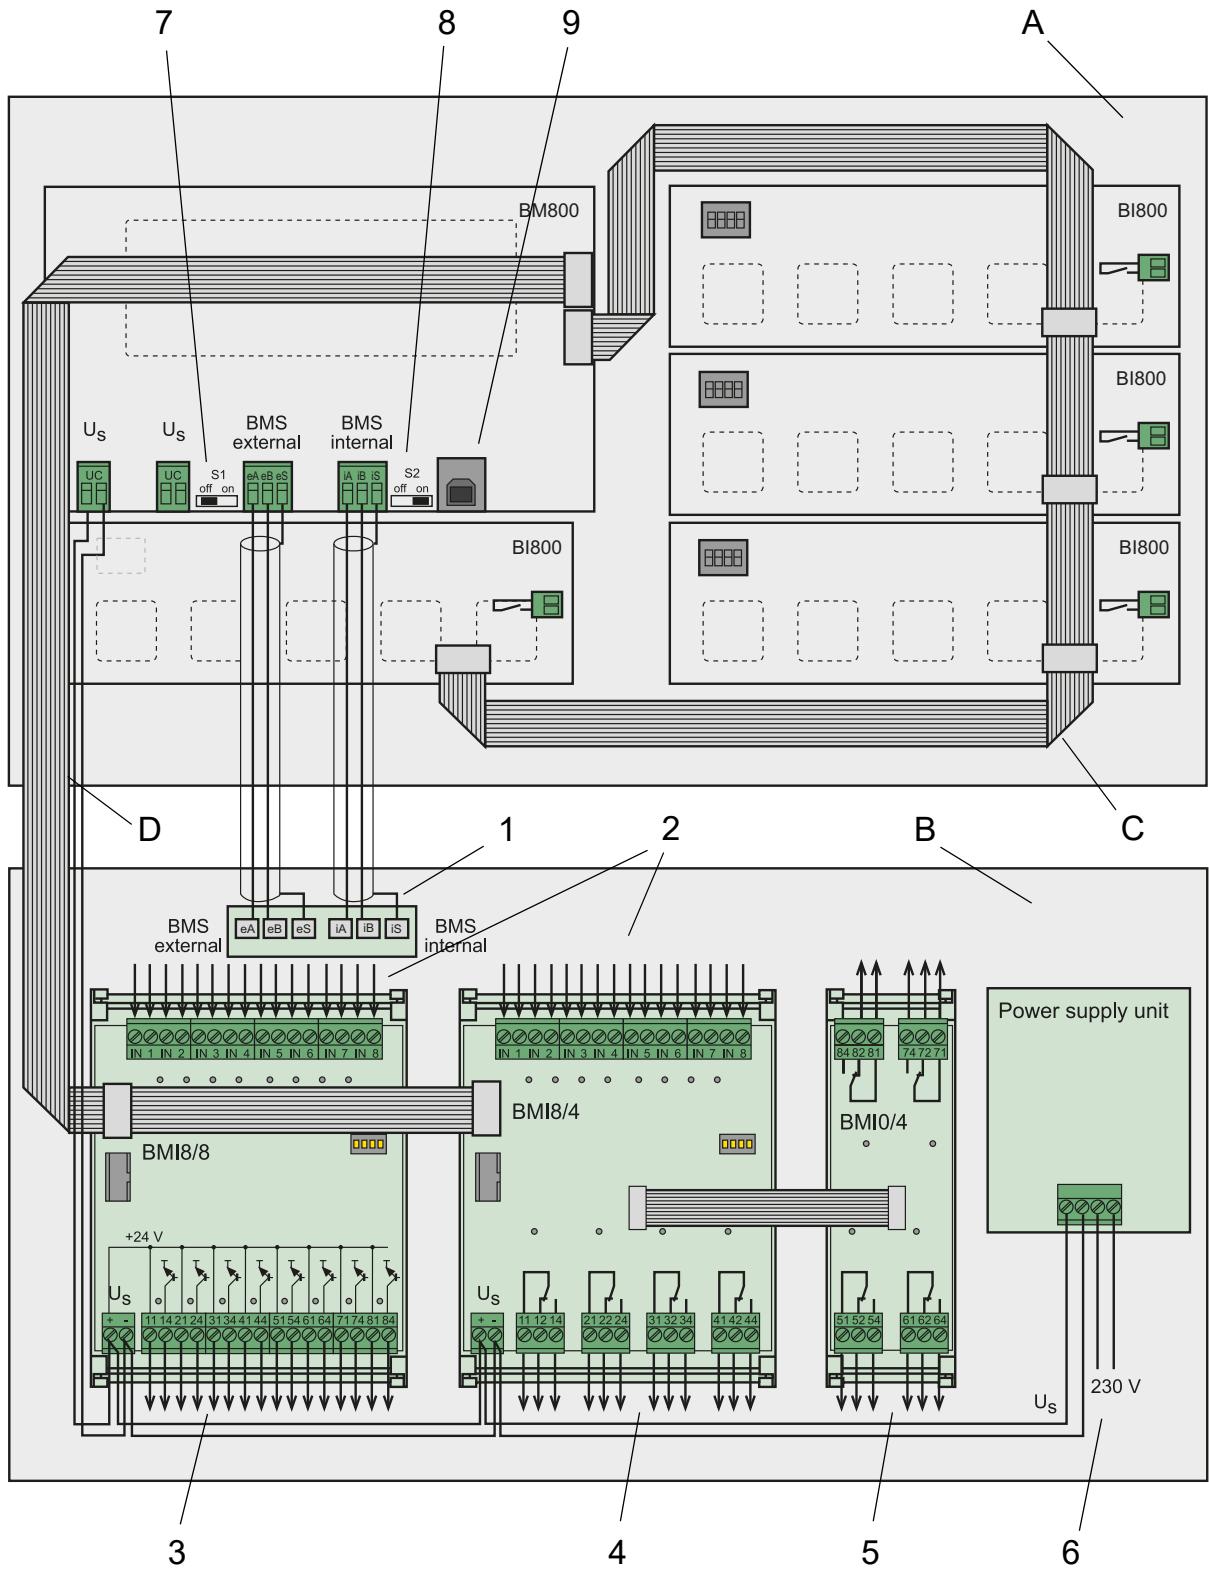 7 8 9 A
BM800
BI800
BI800
BI800
BI800
Us Us
BMS
external
BMS
internal
UC UC
S1
off on
eA eB eS
iA iB iS
S2
off on
D 1 2 B C
BMS
external
eA eB eS iA iB iS
BMS
internal
IN 1 IN 2 IN 3 IN 4 IN 5 IN 6 IN 7 IN 8
IN 1 IN 2 IN 3 IN 4 IN 5 IN 6 IN 7 IN 8
84 82 81 74 72 71
Power supply unit
BMI8/8
BMI8/4
BMI0/4
+24 V
Us
+ -
11 14 21 24 31 34 41 44 51 54 61 64 71 74 81 84
Us
+ -
11 12 14 21 22 24 31 32 34 41 42 44
51 52 54 61 62 64
Us
230 V
3 4 5 6